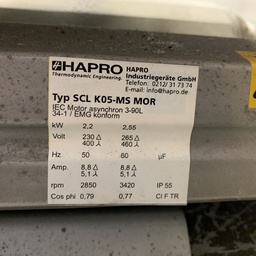 HAPRO
Thermodynamic Engineering.
HAPRO
Industriegeräte GmbH
Telefon: 0212/31 73 74
E-mail: info@hapro.de
Typ SCL K05-MS MOR
IEC Motor asynchron 3-90L
34-1 / EMG konform
kW 2,2 2,55
Volt 230 Δ 265 Δ
400 ⅄ 460 ⅄
Hz 50 60 µF
Amp. 8,8 Δ 8,8 Δ
5,1 ⅄ 5,1 ⅄
rpm 2850 3420 IP 55
Cos phi 0,79 0,77 Cl F TR